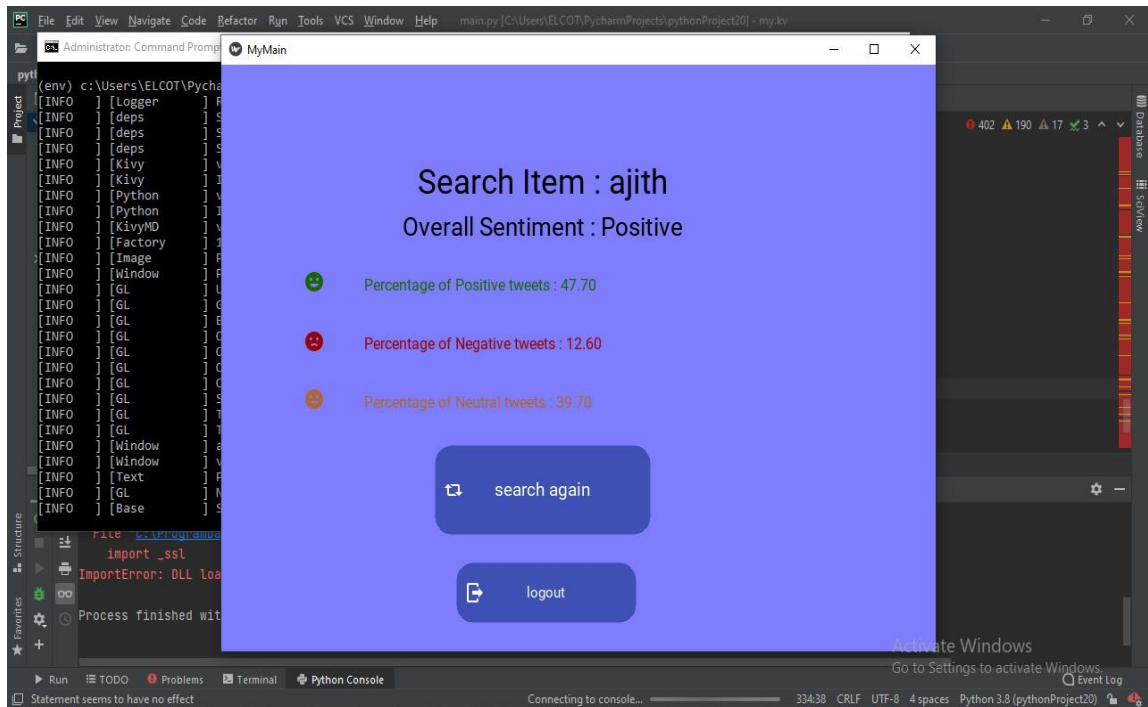 PC File Edit View Navigate Code Refactor Run Tools VCS Window Help main.py [C:\Users\ELCOT\PycharmProjects\pythonProject20] - my.kv
Administrator: Command Promp
MyMain
pyt
(env) c:\Users\ELCOT\Pycha
[INFO ] [Logger ] R
[INFO ] [deps ] S
[INFO ] [deps ] S
[INFO ] [deps ] S
[INFO ] [Kivy ] v
[INFO ] [Kivy ] I
[INFO ] [Python ] v
[INFO ] [Python ] I
[INFO ] [KivyMD ] v
[INFO ] [Factory ] 1
[INFO ] [Image ] P
[INFO ] [Window ] P
[INFO ] [GL ] U
[INFO ] [GL ] G
[INFO ] [GL ] B
[INFO ] [GL ] O
[INFO ] [GL ] O
[INFO ] [GL ] O
[INFO ] [GL ] O
[INFO ] [GL ] S
[INFO ] [GL ] T
[INFO ] [GL ] T
[INFO ] [Window ] a
[INFO ] [Window ] v
[INFO ] [Text ] P
[INFO ] [GL ] N
[INFO ] [Base ] S
Search Item : ajith
Overall Sentiment : Positive
Percentage of Positive tweets : 47.70
Percentage of Negative tweets : 12.60
Percentage of Neutral tweets : 39.70
search again
logout
402 190 17 3
Project
Structure
Favorites
Database
SciView
File "C:\Programda
import _ssl
ImportError: DLL loa
Process finished wit
Activate Windows
Go to Settings to activate Windows.
Run TODO Problems Terminal Python Console Event Log
Statement seems to have no effect Connecting to console... 334:38 CRLF UTF-8 4 spaces Python 3.8 (pythonProject20)